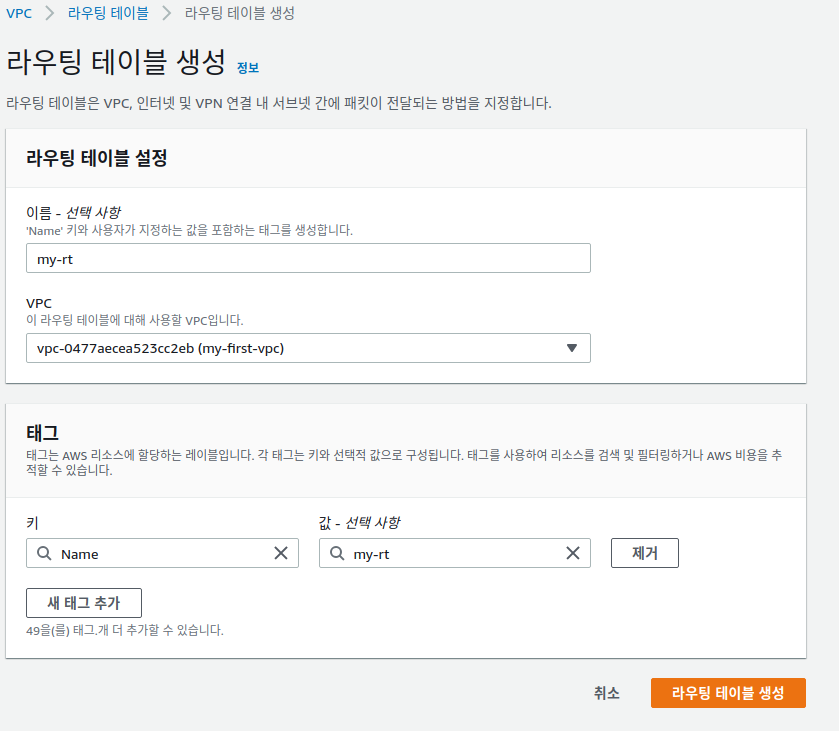 VPC > 라우팅 테이블 > 라우팅 테이블 생성
라우팅 테이블 생성 정보
라우팅 테이블은 VPC, 인터넷 및 VPN 연결 내 서브넷 간에 패킷이 전달되는 방법을 지정합니다.
라우팅 테이블 설정
이름 - 선택 사항
'Name' 키와 사용자가 지정하는 값을 포함하는 태그를 생성합니다.
my-rt
VPC
이 라우팅 테이블에 대해 사용할 VPC입니다.
vpc-0477aecea523cc2eb (my-first-vpc)
태그
태그는 AWS 리소스에 할당하는 레이블입니다. 각 태그는 키와 선택적 값으로 구성됩니다. 태그를 사용하여 리소스를 검색 및 필터링하거나 AWS 비용을 추
적할 수 있습니다.
키 값 - 선택 사항
Name my-rt 제거
새 태그 추가
49을(를) 태그.개 더 추가할 수 있습니다.
취소 라우팅 테이블 생성